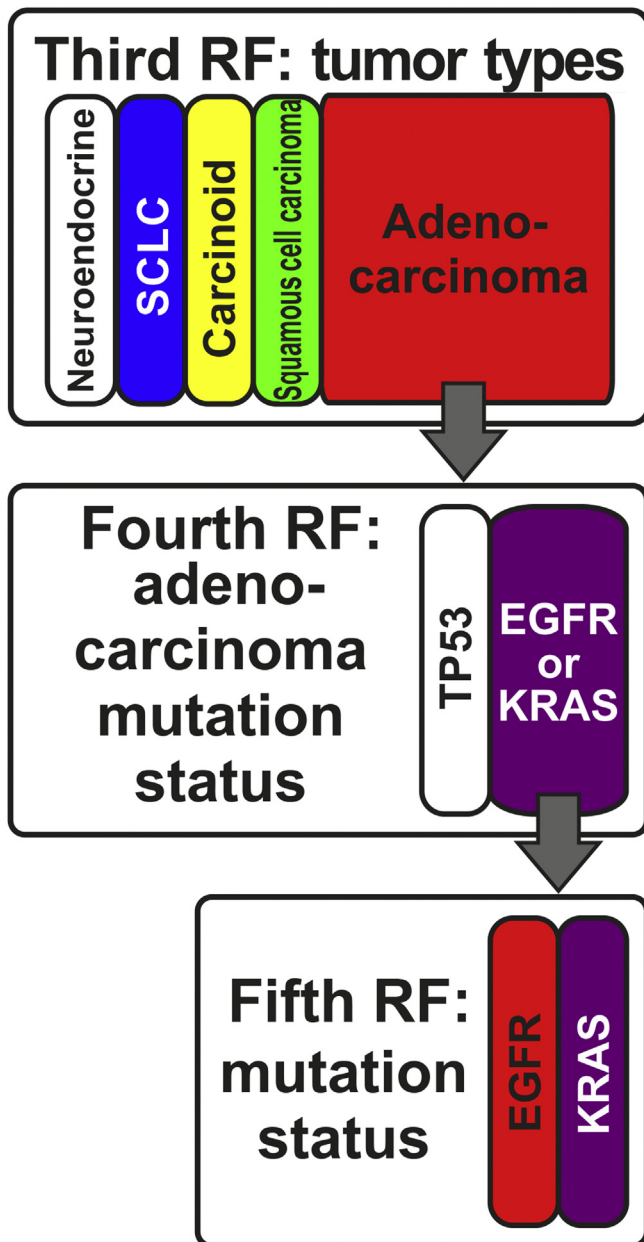 Third RF: tumor types
Neuroendocrine
SCLC
Carcinoid
Squamous cell carcinoma
Adeno-
carcinoma
Fourth RF:
adeno-
carcinoma
mutation
status
TP53
EGFR
or
KRAS
Fifth RF:
mutation
status
EGFR
KRAS